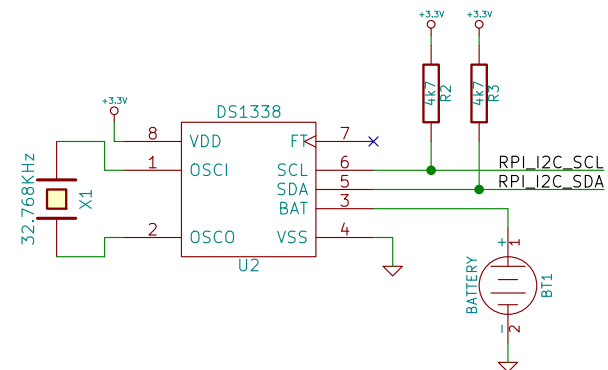 +3.3V
+3.3V
+3.3V
DS1338
4k7
R2
4k7
R3
32.768KHz
X1
8
VDD
FT
7
1
OSCI
SCL
6
RPI_I2C_SCL
SDA
5
RPI_I2C_SDA
BAT
3
2
OSCO
VSS
4
U2
+
1
BATTERY
BT1
-
2